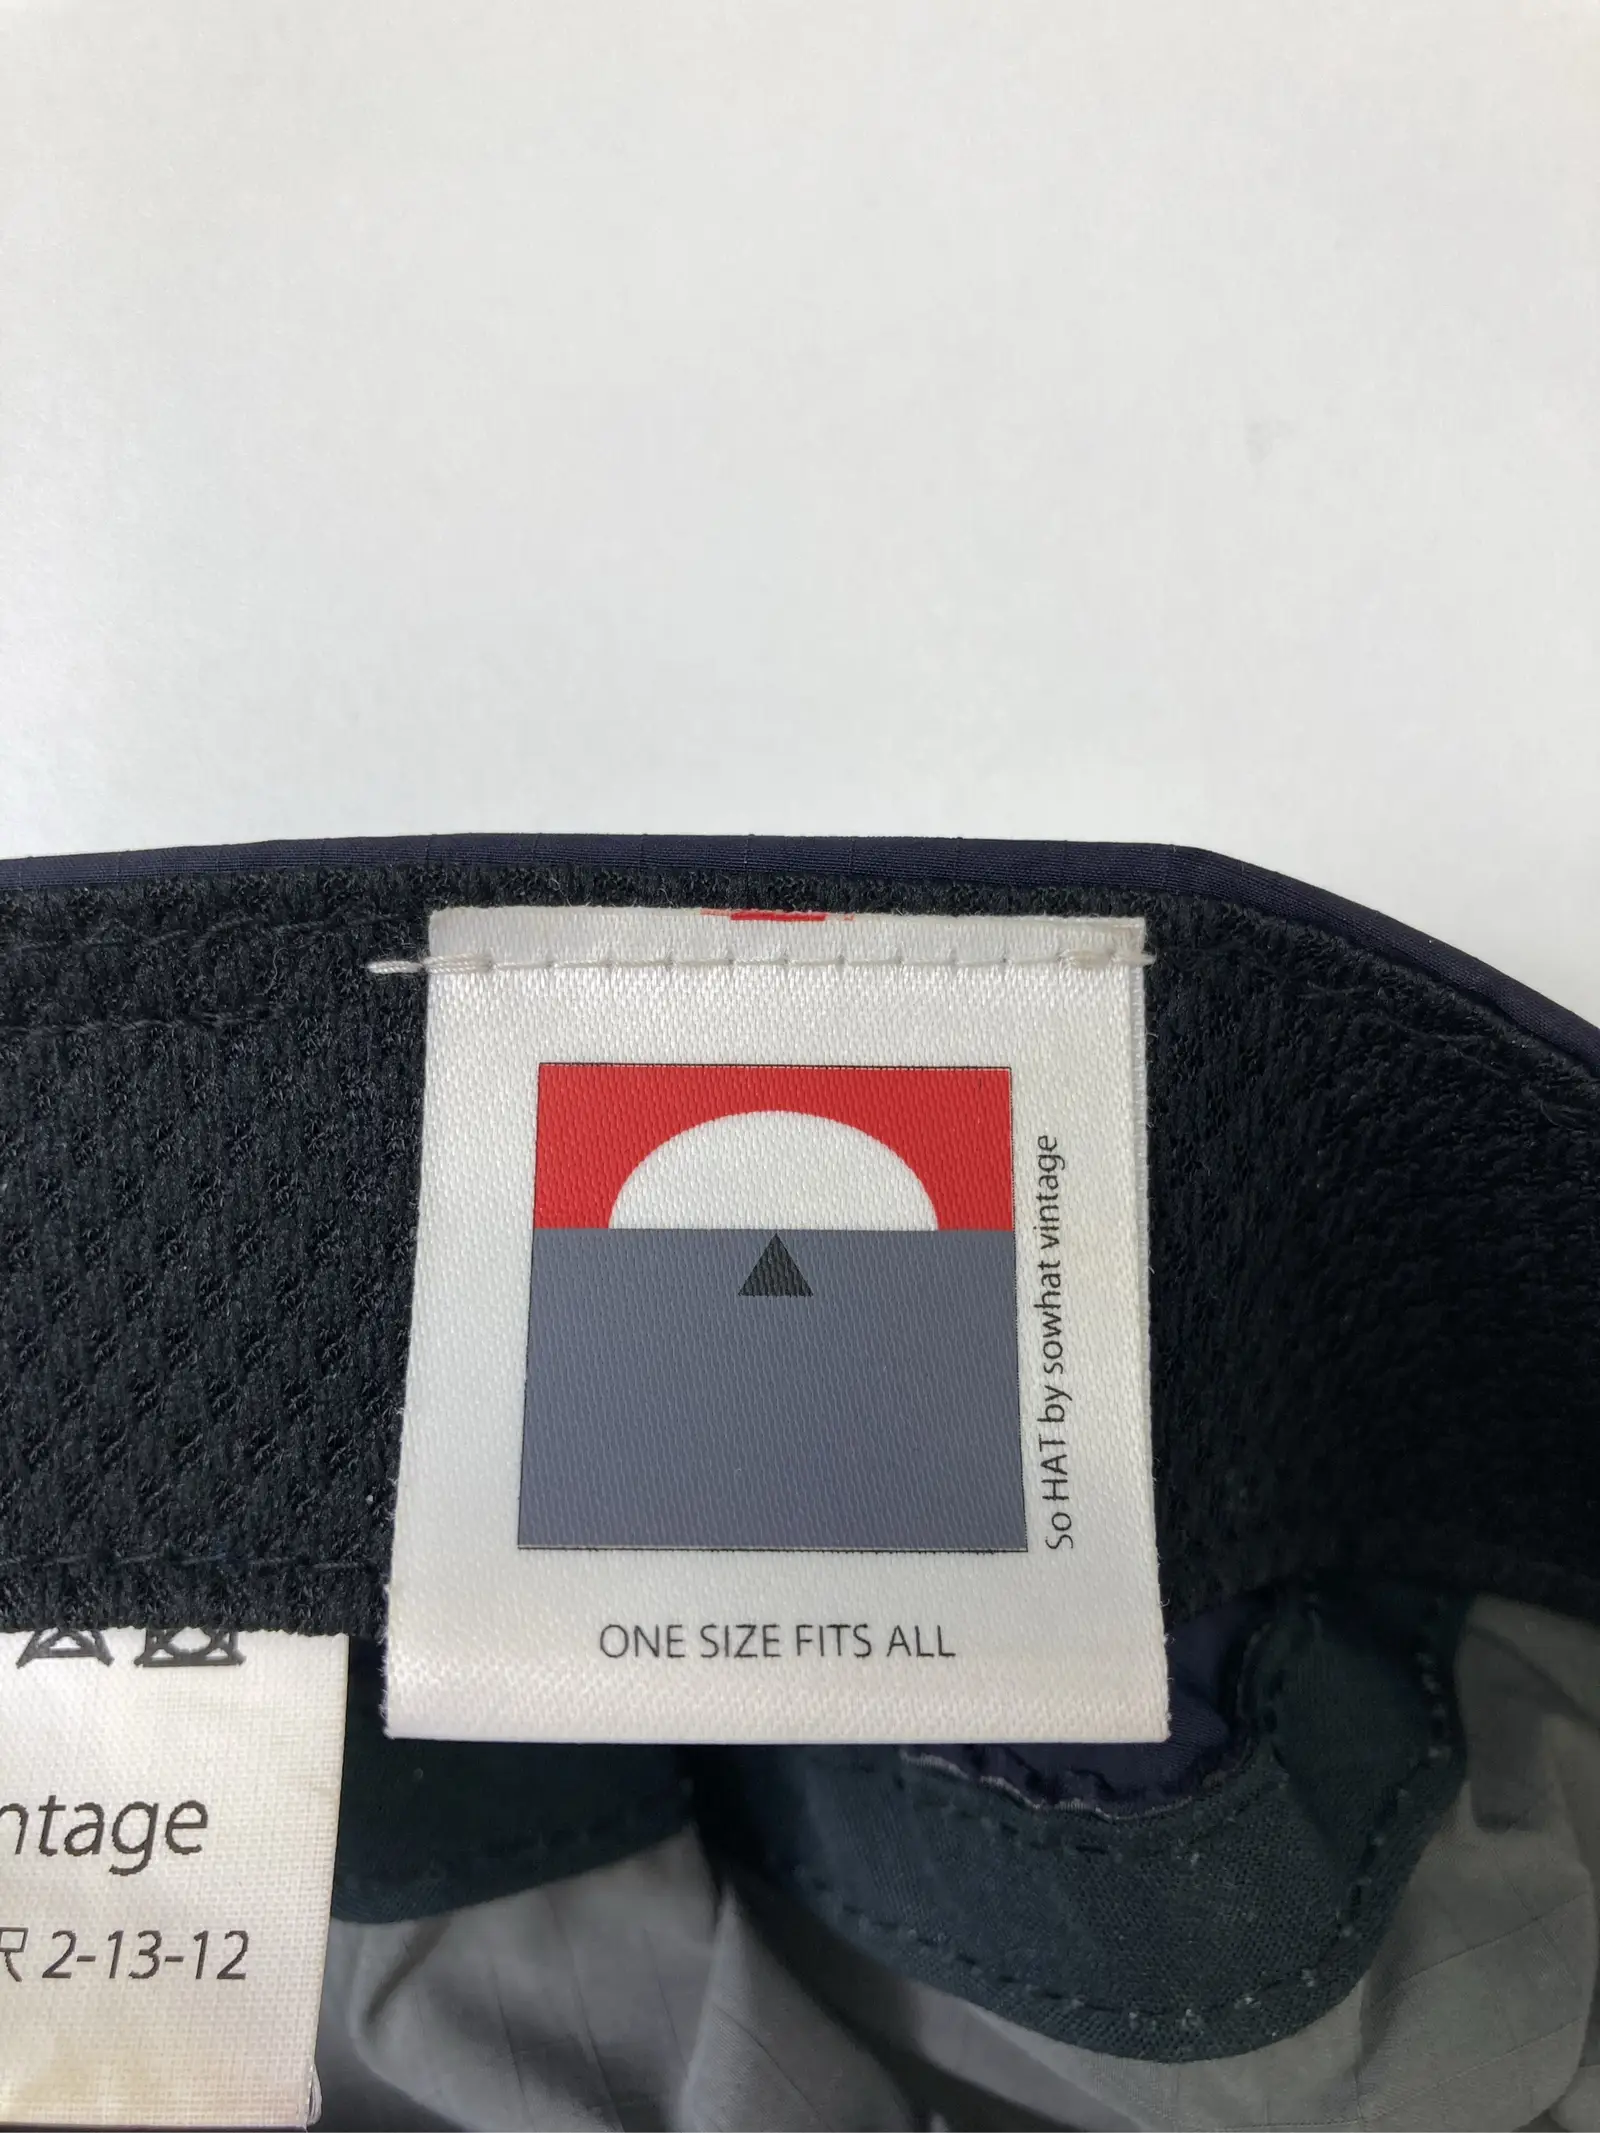 So HAT by sowhat vintage
ONE SIZE FITS ALL
ntage
R 2-13-12